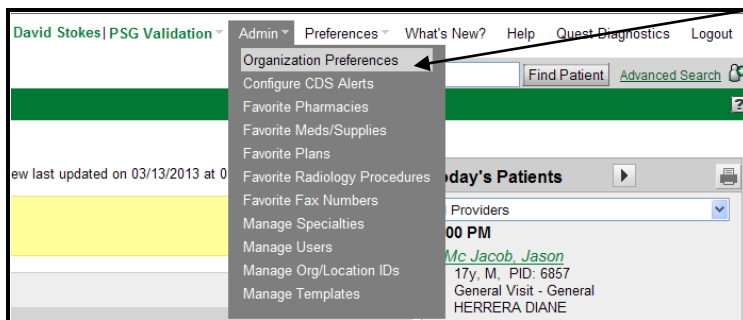 David Stokes| PSG Validation Admin Preferences What's New? Help Quest Diagnostics Logout
Organization Preferences
Find Patient Advanced Search
Configure CDS Alerts
Favorite Pharmacies
Favorite Meds/Supplies
Favorite Plans
ew last updated on 03/13/2013 at 0
Favorite Radiology Procedures
oday's Patients
Favorite Fax Numbers
Providers
Manage Specialties
00 PM
Manage Users
Mc Jacob, Jason
Manage Org/Location IDs
17y, M, PID: 6857
Manage Templates
General Visit - General
HERRERA DIANE